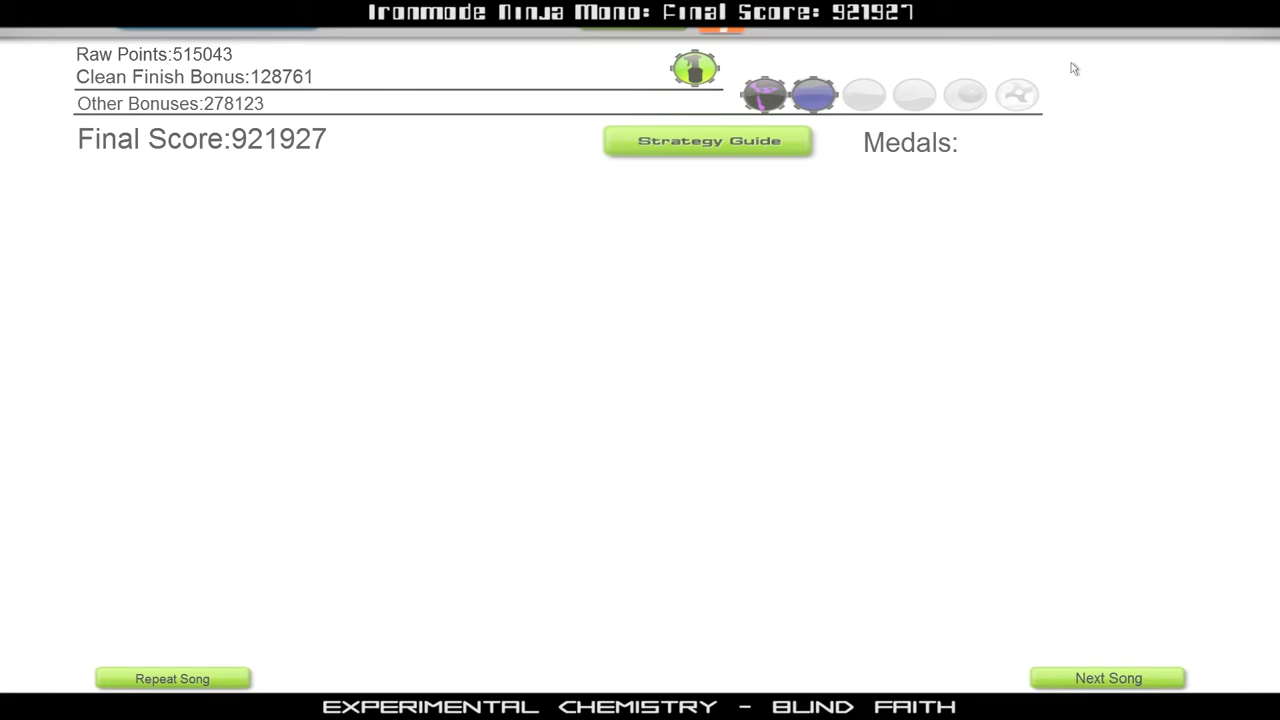 Ironmode Ninja Mono: Final Score: 921927
Raw Points:515043
Clean Finish Bonus:128761
Other Bonuses:278123
Final Score:921927
Strategy Guide
Medals:
Repeat Song
Next Song
EXPERIMENTAL CHEMISTRY - BLIND FAITH